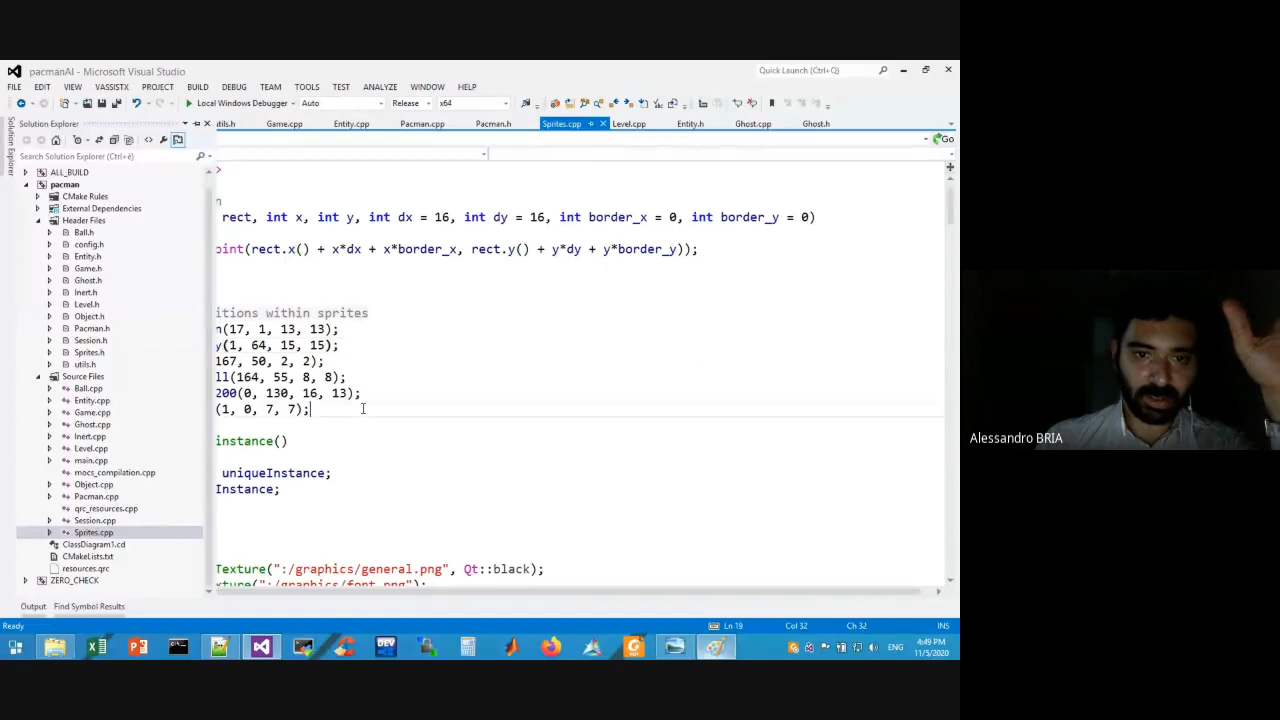 pacmanAI - Microsoft Visual Studio
Quick Launch (Ctrl+Q)
FILE EDIT VIEW VASSISTX PROJECT BUILD DEBUG TEAM TOOLS TEST ANALYZE WINDOW HELP
Local Windows Debugger Auto Release x64
Solution Explorer
utils.h Game.cpp Entity.cpp Pacman.cpp Pacman.h Sprites.cpp Level.cpp Entity.h Ghost.cpp Ghost.h
Solution Explorer
Go
Search Solution Explorer (Ctrl+è)
ALL_BUILD
pacman
CMake Rules
External Dependencies
Header Files
Ball.h
config.h
Entity.h
Game.h
Ghost.h
Inert.h
Level.h
Object.h
Pacman.h
Session.h
Sprites.h
utils.h
Source Files
Ball.cpp
Entity.cpp
Game.cpp
Ghost.cpp
Inert.cpp
Level.cpp
main.cpp
mocs_compilation.cpp
Object.cpp
Pacman.cpp
qrc_resources.cpp
Session.cpp
Sprites.cpp
ClassDiagram1.cd
CMakeLists.txt
resources.qrc
ZERO_CHECK
>
n
rect, int x, int y, int dx = 16, int dy = 16, int border_x = 0, int border_y = 0)
oint(rect.x() + x*dx + x*border_x, rect.y() + y*dy + y*border_y));
itions within sprites
n(17, 1, 13, 13);
y(1, 64, 15, 15);
167, 50, 2, 2);
ll(164, 55, 8, 8);
200(0, 130, 16, 13);
(1, 0, 7, 7);
instance()
uniqueInstance;
Instance;
Texture(":/graphics/general.png", Qt::black);
xture(":/graphics/font.png");
Output Find Symbol Results
Ready Ln 19 Col 32 Ch 32 INS
DEV
ENG
4:49 PM
11/5/2020
Alessandro BRIA